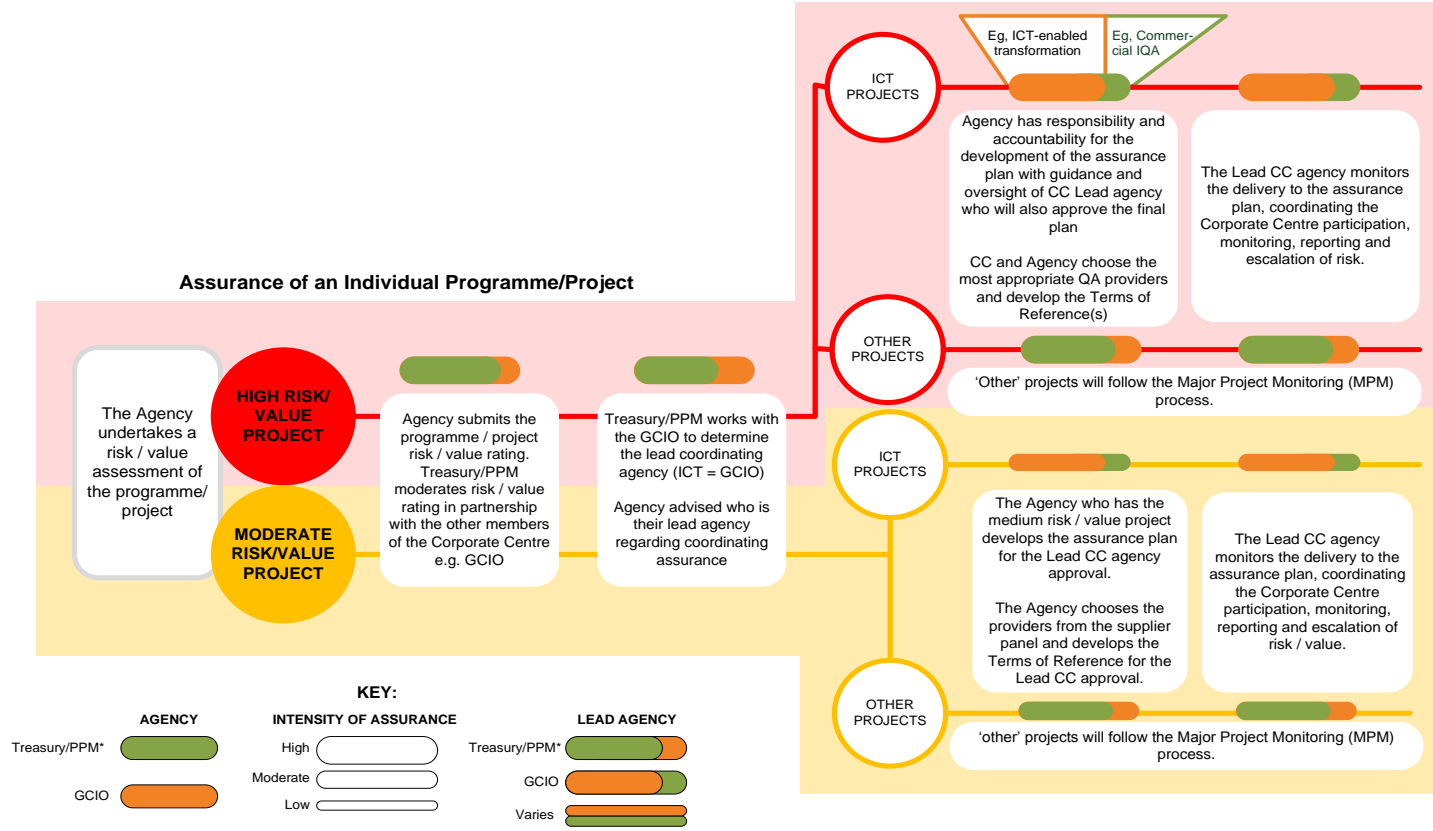 Eg, ICT-enabled
transformation
Eg, Commer-
cial IQA
ICT
PROJECTS
Agency has responsibility and
accountability for the
development of the assurance
plan with guidance and
oversight of CC Lead agency
who will also approve the final
plan
CC and Agency choose the
most appropriate QA providers
and develop the Terms of
Reference(s)
The Lead CC agency monitors
the delivery to the assurance
plan, coordinating the
Corporate Centre participation,
monitoring, reporting and
escalation of risk.
Assurance of an Individual Programme/Project
OTHER
PROJECTS
‘Other’ projects will follow the Major Project Monitoring (MPM)
process.
The Agency
undertakes a
risk / value
assessment of
the programme/
project
HIGH RISK/
VALUE
PROJECT
MODERATE
RISK/VALUE
PROJECT
Agency submits the
programme / project
risk / value rating.
Treasury/PPM
moderates risk / value
rating in partnership
with the other members
of the Corporate Centre
e.g. GCIO
Treasury/PPM works with
the GCIO to determine
the lead coordinating
agency (ICT = GCIO)
Agency advised who is
their lead agency
regarding coordinating
assurance
ICT
PROJECTS
The Agency who has the
medium risk / value project
develops the assurance plan
for the Lead CC agency
approval.
The Agency chooses the
providers from the supplier
panel and develops the
Terms of Reference for the
Lead CC approval.
The Lead CC agency
monitors the delivery to the
assurance plan, coordinating
the Corporate Centre
participation, monitoring,
reporting and escalation of
risk / value.
OTHER
PROJECTS
‘other’ projects will follow the Major Project Monitoring (MPM)
process.
KEY:
AGENCY
Treasury/PPM*
GCIO
INTENSITY OF ASSURANCE
High
Moderate
Low
LEAD AGENCY
Treasury/PPM*
GCIO
Varies